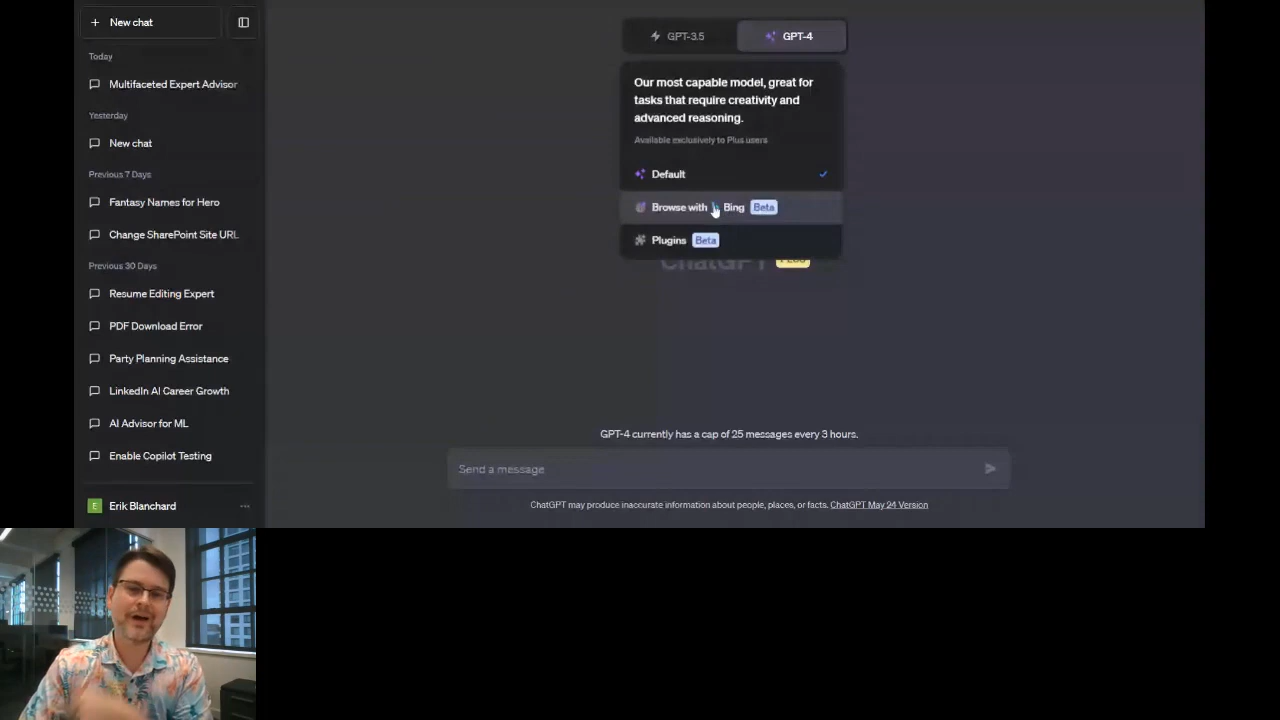 New chat
Today
Multifaceted Expert Advisor
Yesterday
New chat
Previous 7 Days
Fantasy Names for Hero
Change SharePoint Site URL
Previous 30 Days
Resume Editing Expert
PDF Download Error
Party Planning Assistance
LinkedIn AI Career Growth
AI Advisor for ML
Enable Copilot Testing
E Erik Blanchard
GPT-3.5 GPT-4
Our most capable model, great for
tasks that require creativity and
advanced reasoning.
Available exclusively to Plus users
Default
Browse with Bing Beta
Plugins Beta
ChatGPT PLUS
GPT-4 currently has a cap of 25 messages every 3 hours.
Send a message
ChatGPT may produce inaccurate information about people, places, or facts. ChatGPT May 24 Version